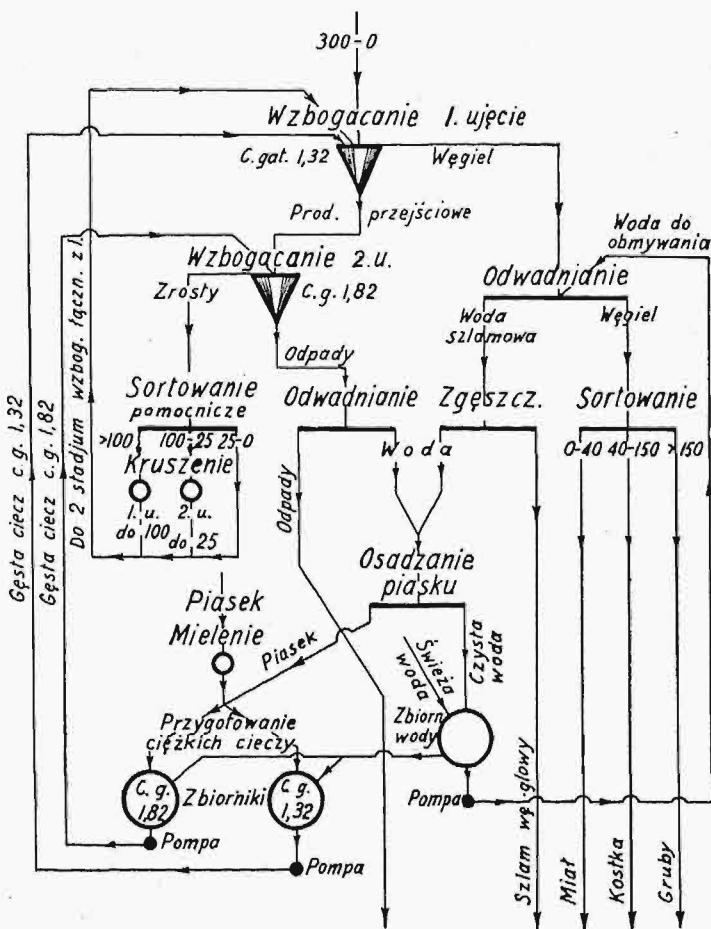 300-0
Wzbogacanie 1. ujęcie
C. gat. 1,32
Węgiel
Prod. przejściowe
Woda do
obmywania
Wzbogacanie 2.u.
Zrosty
C.g. 1,82
Odwadnianie
Woda
szlamowa
Węgiel
Odpady
Sortowanie
pomocnicze
>100 100-25 25-0
Odwadnianie
Zgęszcz.
Sortowanie
0-40 40-150 >150
Kruszenie
1. u.
do 100
2. u.
do 25
Woda
Odpady
Osadzanie
piasku
Piasek
Mielenie
Piasek
Świeża
woda
Czysta
woda
Przygotowanie
ciężkich cieczy
Zbiorn.
wody
C. g.
1,82
Zbiorniki
C. g.
1,32
Pompa
Pompa
Pompa
Gęsta ciecz c.g. 1,32
Gęsta ciecz c.g. 1,82
Do 2 stadjum wzbog. łączn. z 1.
Szlam wę glowy
Miał
Kostka
Gruby